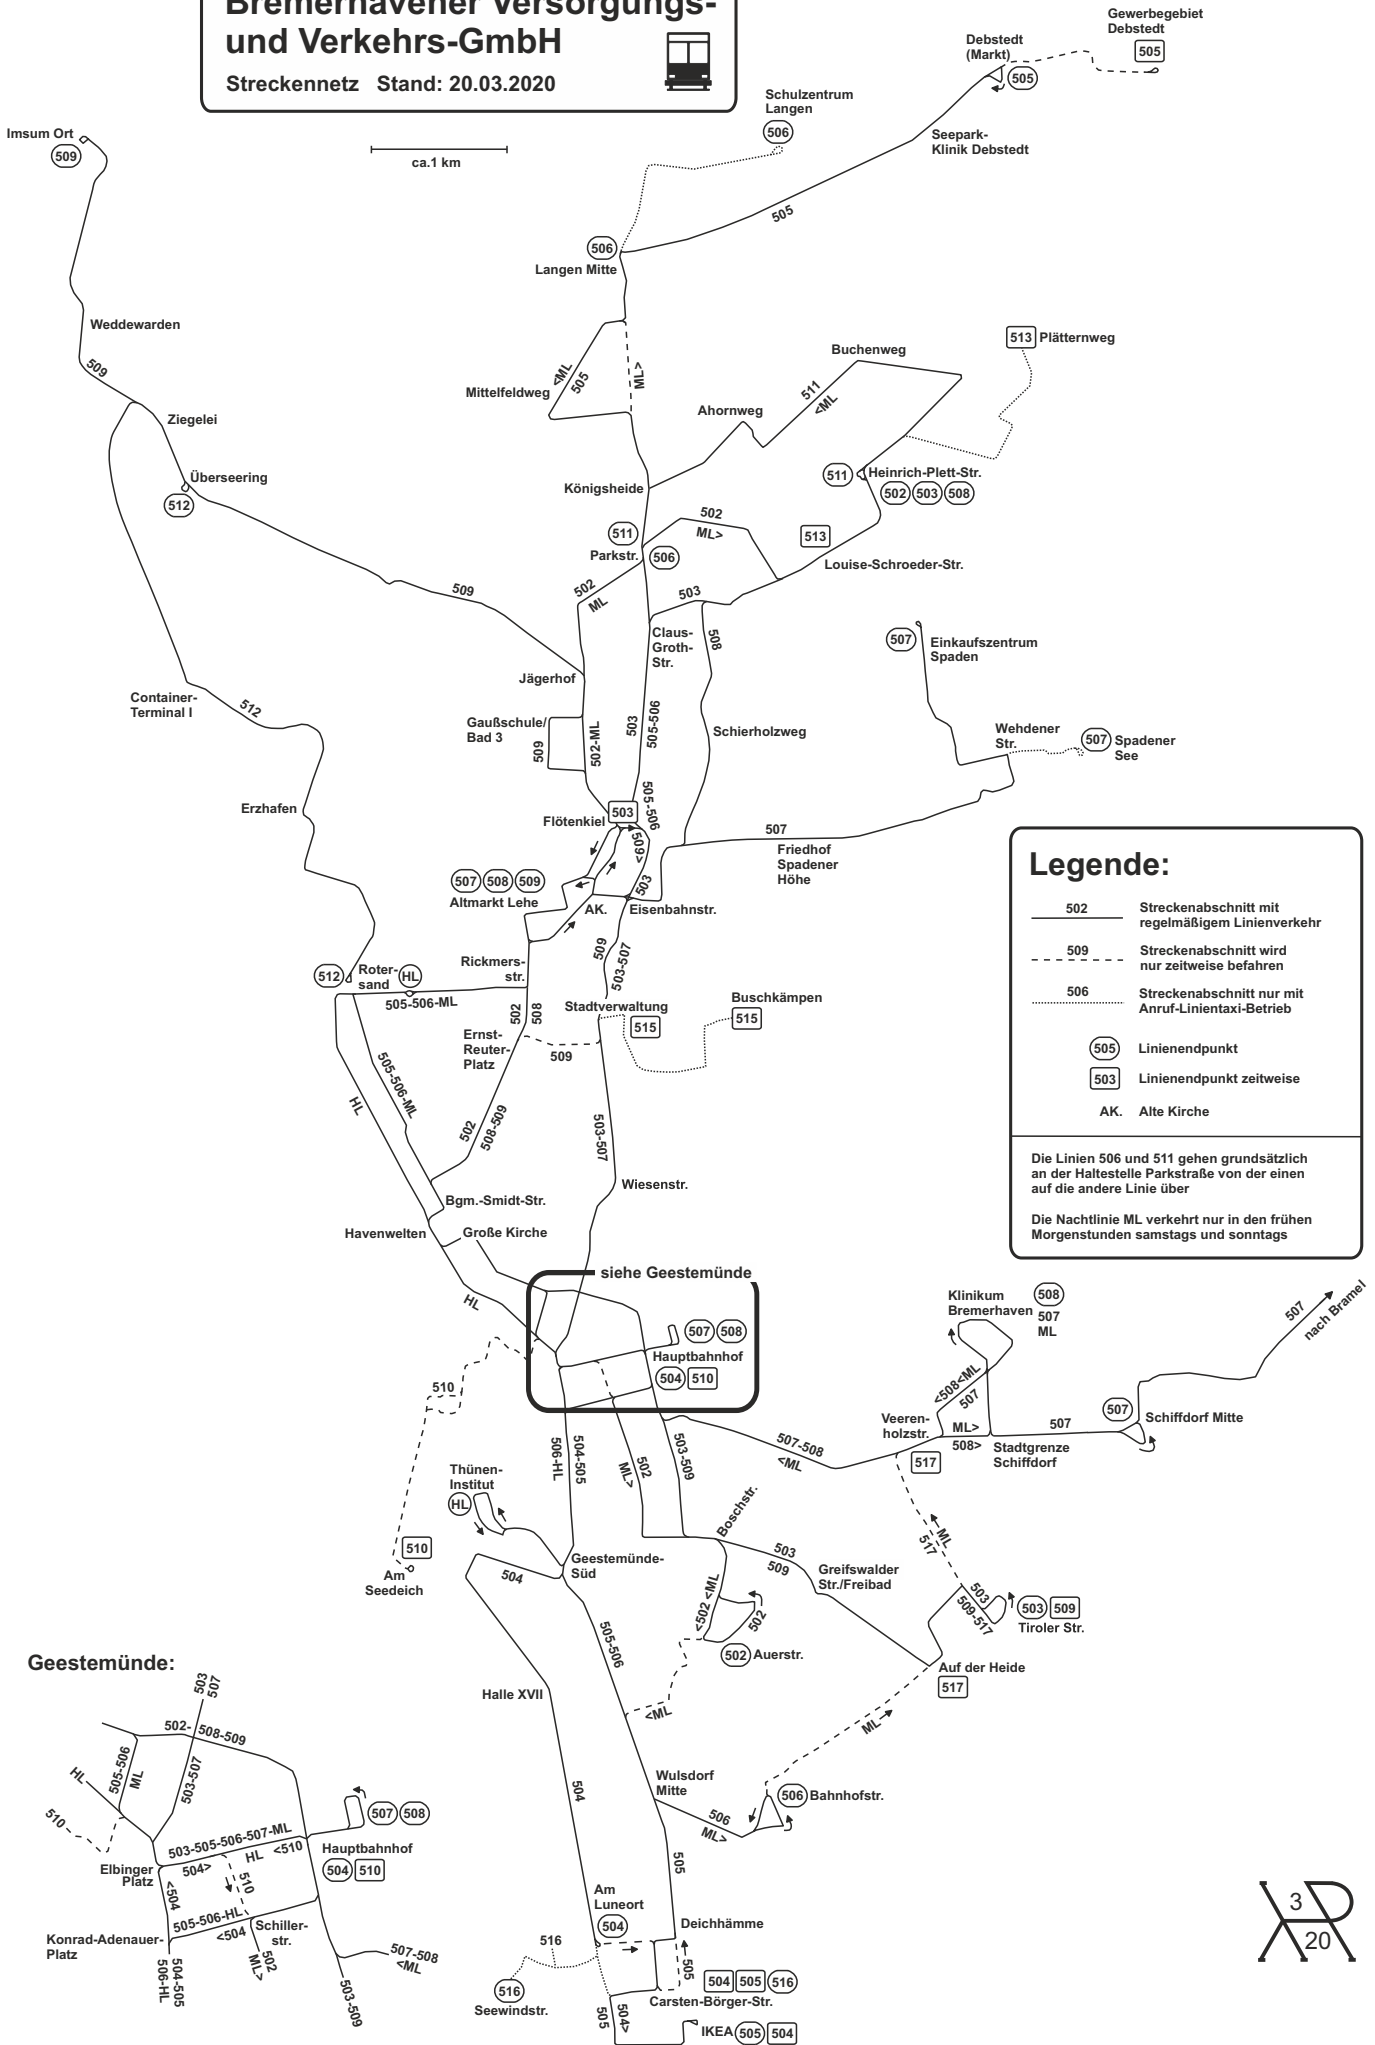 Bremerhavener Versorgungs-
und Verkehrs-GmbH
Streckennetz Stand: 20.03.2020
ca.1 km
Gewerbegebiet
Debstedt
505
Debstedt
(Markt)
505
Seepark-
Klinik Debstedt
Schulzentrum
Langen
506
505
506
Langen Mitte
Imsum Ort
509
Weddewarden
509
Ziegelei
Überseering
512
<ML
505
ML>
Mittelfeldweg
Buchenweg
513 Plätternweg
Ahornweg
511
<ML
Königsheide
511
Heinrich-Plett-Str.
502 503 508
502
ML>
513
511
Parkstr.
506
Louise-Schroeder-Str.
509
502
ML
503
508
Claus-
Groth-
Str.
507
Einkaufszentrum
Spaden
Jägerhof
Container-
Terminal I
512
Gaußschule/
Bad 3
509
502-ML
503
505-506
Schierholzweg
Wehdener
Str.
507
Spadener
See
Erzhafen
503
505-506
Flötenkiel
509>
507
Friedhof
Spadener
Höhe
507 508 509
Altmarkt Lehe
503
AK.
Eisenbahnstr.
509
503-507
Rickmers-
str.
512
Roter-
sand
HL
505-506-ML
502
508
Stadtverwaltung
515
Buschkämpen
515
Ernst-
Reuter-
Platz
509
HL
505-506-ML
502
508-509
503-507
Wiesenstr.
Bgm.-Smidt-Str.
Havenwelten
Große Kirche
HL
siehe Geestemünde
507 508
Hauptbahnhof
504 510
Legende:
502
Streckenabschnitt mit
regelmäßigem Linienverkehr
509
Streckenabschnitt wird
nur zeitweise befahren
506
Streckenabschnitt nur mit
Anruf-Linientaxi-Betrieb
505
Linienendpunkt
503
Linienendpunkt zeitweise
AK.
Alte Kirche
Die Linien 506 und 511 gehen grundsätzlich
an der Haltestelle Parkstraße von der einen
auf die andere Linie über
Die Nachtlinie ML verkehrt nur in den frühen
Morgenstunden samstags und sonntags
Klinikum
Bremerhaven
508
507
ML
507
nach Bramel
<508<ML
507
Veeren-
holzstr.
ML>
508>
507
507
Schiffdorf Mitte
Stadtgrenze
Schiffdorf
517
510
507-508
<ML
506-HL
504-505
502
ML>
503-509
Thünen-
Institut
HL
510
Am
Seedeich
504
Geestemünde-
Süd
Boschstr.
503
509
Greifswalder
Str./Freibad
ML
517
503
509-517
503 509
Tiroler Str.
<502 <ML
502
502 Auerstr.
505-506
<ML
Auf der Heide
517
ML
Halle XVII
504
Wulsdorf
Mitte
506
ML>
506 Bahnhofstr.
505
Am
Luneort
504
Deichhämme
505
516
516
Seewindstr.
504 505 516
Carsten-Börger-Str.
505
504>
IKEA 505 504
Geestemünde:
503
507
502-
508-509
505-506
ML
503-507
HL
510
507 508
503-505-506-507-ML
HL
<510
504>
Hauptbahnhof
504 510
Elbinger
Platz
<504
510
505-506-HL
<504
Schiller-
str.
Konrad-Adenauer-
Platz
506-HL
504-505
502
ML>
507-508
<ML
503-509
3
20